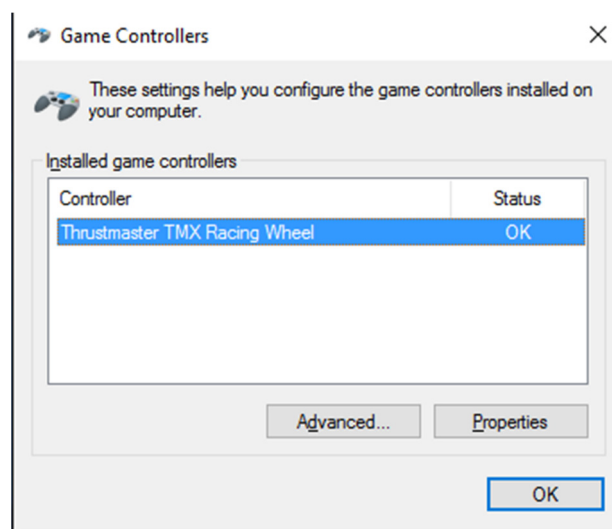 Game Controllers
These settings help you configure the game controllers installed on
your computer.
Installed game controllers
Controller Status
Thrustmaster TMX Racing Wheel OK
Advanced... Properties
OK